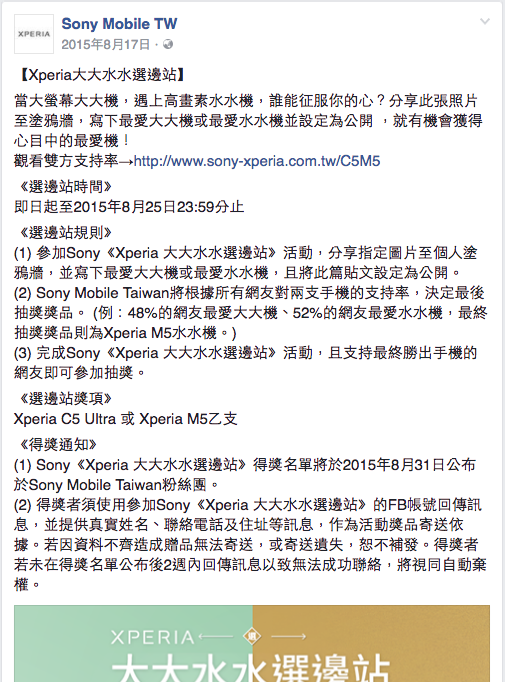 XPERIA
Sony Mobile TW
2015年8月17日 ·
【Xperia大大水水選邊站】
當大螢幕大大機，遇上高畫素水水機，誰能征服你的心？分享此張照片
至塗鴉牆，寫下最愛大大機或最愛水水機並設定為公開 ，就有機會獲得
心目中的最愛機！
觀看雙方支持率→http://www.sony-xperia.com.tw/C5M5
《選邊站時間》
即日起至2015年8月25日23:59分止
《選邊站規則》
(1) 參加Sony《Xperia 大大水水選邊站》活動，分享指定圖片至個人塗
鴉牆，並寫下最愛大大機或最愛水水機，且將此篇貼文設定為公開。
(2) Sony Mobile Taiwan將根據所有網友對兩支手機的支持率，決定最後
抽獎獎品。 (例：48%的網友最愛大大機、52%的網友最愛水水機，最終
抽獎獎品則為Xperia M5水水機。)
(3) 完成Sony《Xperia 大大水水選邊站》活動，且支持最終勝出手機的
網友即可參加抽獎。
《選邊站獎項》
Xperia C5 Ultra 或 Xperia M5乙支
《得獎通知》
(1) Sony《Xperia 大大水水選邊站》得獎名單將於2015年8月31日公布
於Sony Mobile Taiwan粉絲團。
(2) 得獎者須使用參加Sony《Xperia 大大水水選邊站》的FB帳號回傳訊
息，並提供真實姓名、聯絡電話及住址等訊息，作為活動獎品寄送依
據。若因資料不齊造成贈品無法寄送，或寄送遺失，恕不補發。得獎者
若未在得獎名單公布後2週內回傳訊息以致無法成功聯絡，將視同自動棄
權。
XPERIA
選
大大水水選邊站